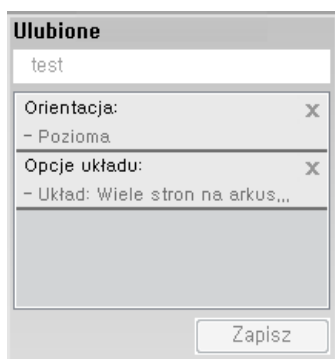 Ulubione
test
Orientacja:
- Pozioma
Opcje układu:
- Układ: Wiele stron na arkus...
Zapisz